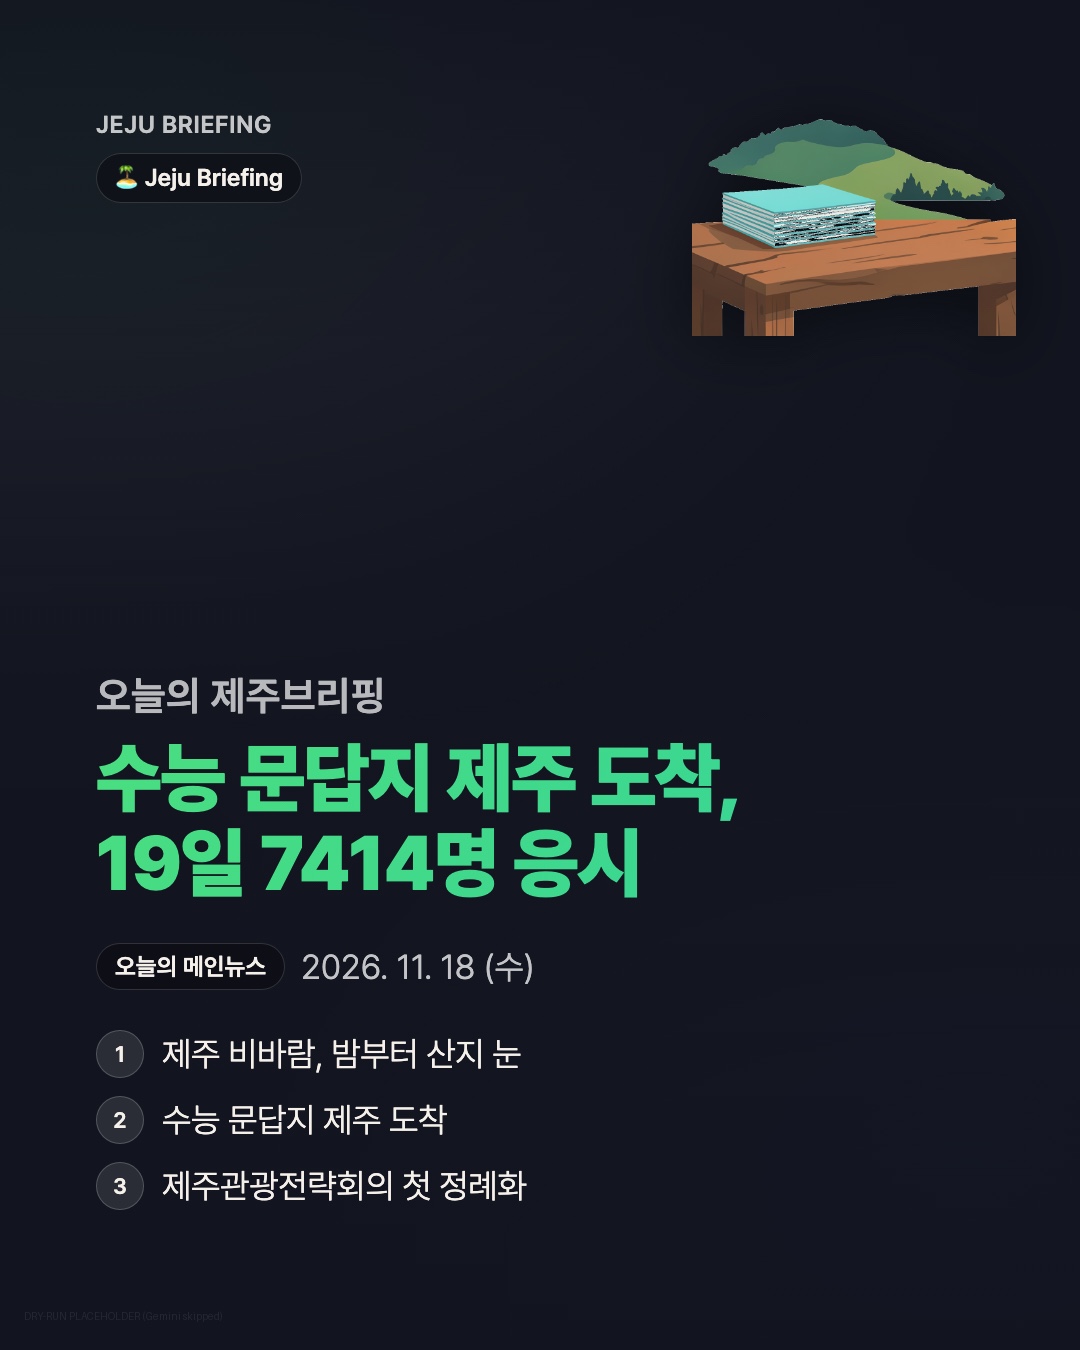 JEJU BRIEFING
🏝️ Jeju Briefing
오늘의 제주브리핑
수능 문답지 제주 도착,
19일 7414명 응시
오늘의 메인뉴스 2026. 11. 18 (수)
1 제주 비바람, 밤부터 산지 눈
2 수능 문답지 제주 도착
3 제주관광전략회의 첫 정례화
DRY-RUN PLACEHOLDER (Gemini skipped)